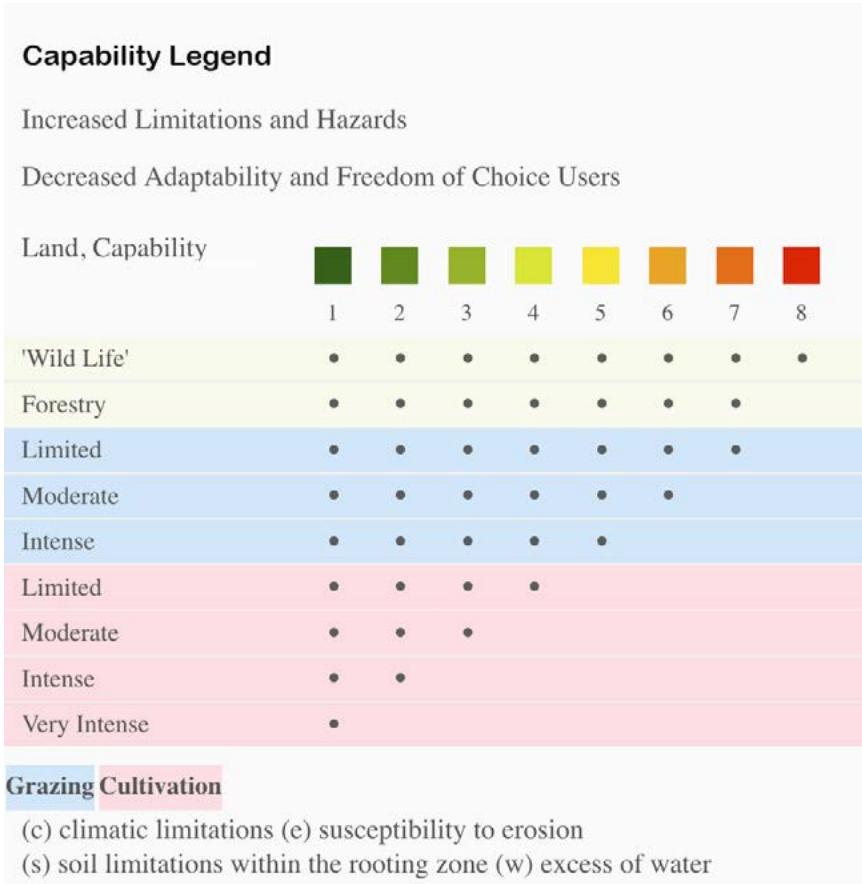 Capability Legend
Increased Limitations and Hazards
Decreased Adaptability and Freedom of Choice Users
Land, Capability
1 2 3 4 5 6 7 8
'Wild Life' • • • • • • • •
Forestry • • • • • • •
Limited • • • • • • •
Moderate • • • • • •
Intense • • • • •
Limited • • • •
Moderate • • •
Intense • •
Very Intense •
Grazing Cultivation
(c) climatic limitations (e) susceptibility to erosion
(s) soil limitations within the rooting zone (w) excess of water